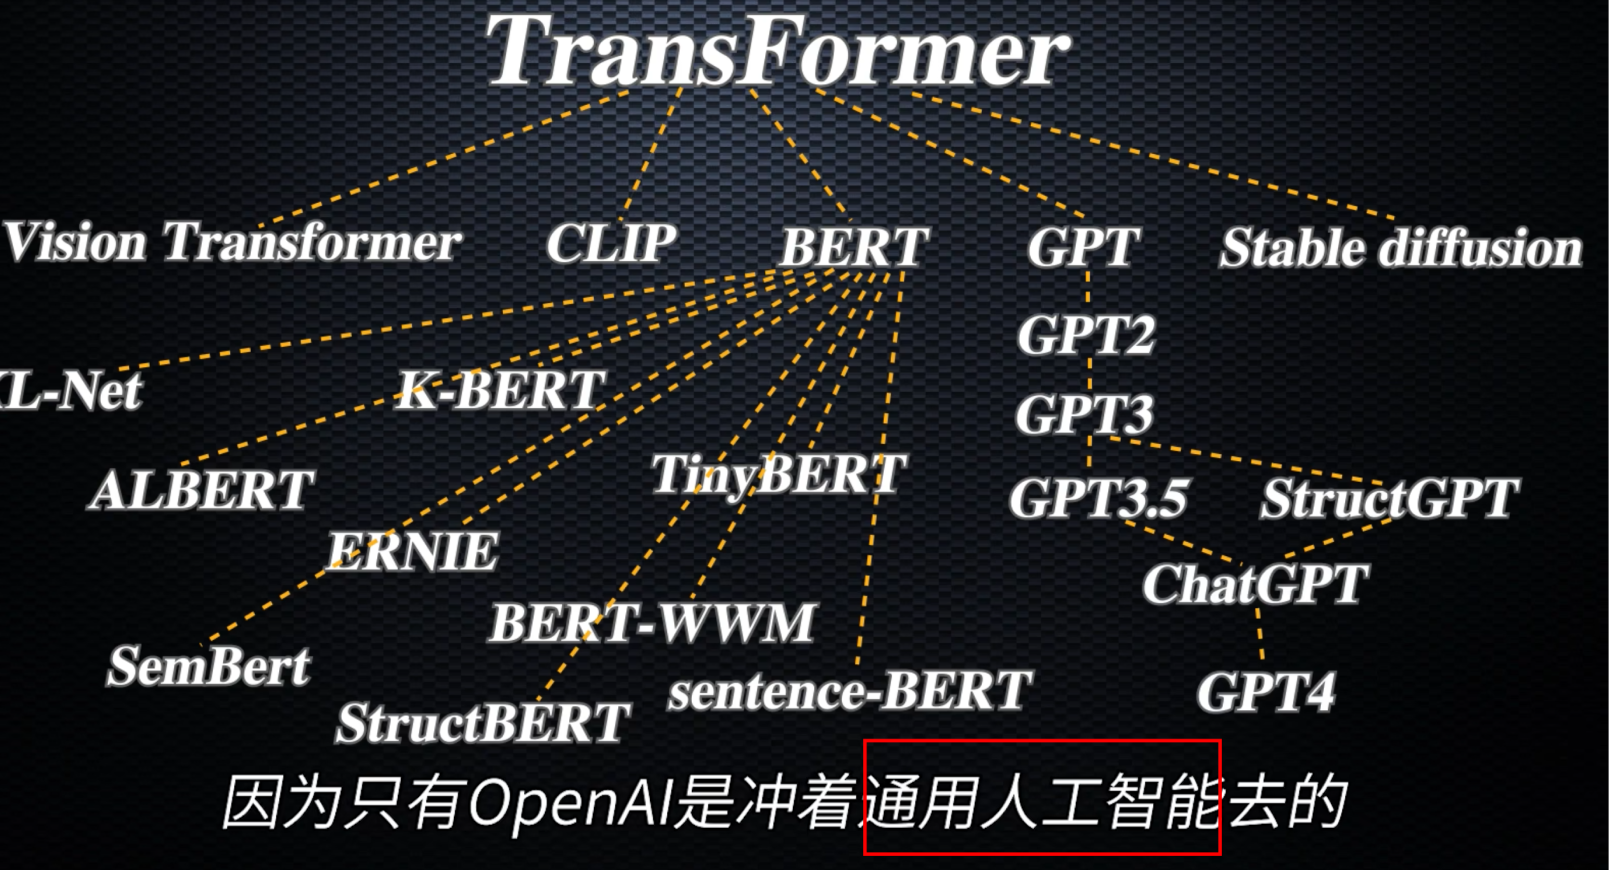 TransFormer
Vision Transformer CLIP BERT GPT Stable diffusion
GPT2
L-Net K-BERT GPT3
TinyBERT
ALBERT GPT3.5 StructGPT
ERNIE
ChatGPT
BERT-WWM
SemBert
sentence-BERT GPT4
StructBERT
因为只有OpenAI是冲着通用人工智能去的